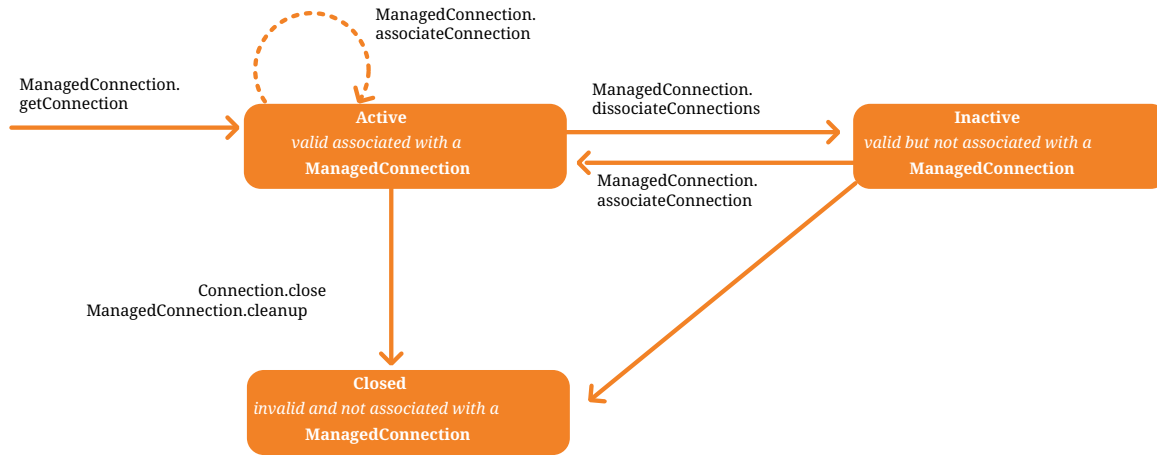 ManagedConnection.
associateConnection
ManagedConnection.
getConnection
ManagedConnection.
dissociateConnections
Active
valid associated with a
ManagedConnection
Inactive
valid but not associated with a
ManagedConnection
ManagedConnection.
associateConnection
Connection.close
ManagedConnection.cleanup
Closed
invalid and not associated with a
ManagedConnection